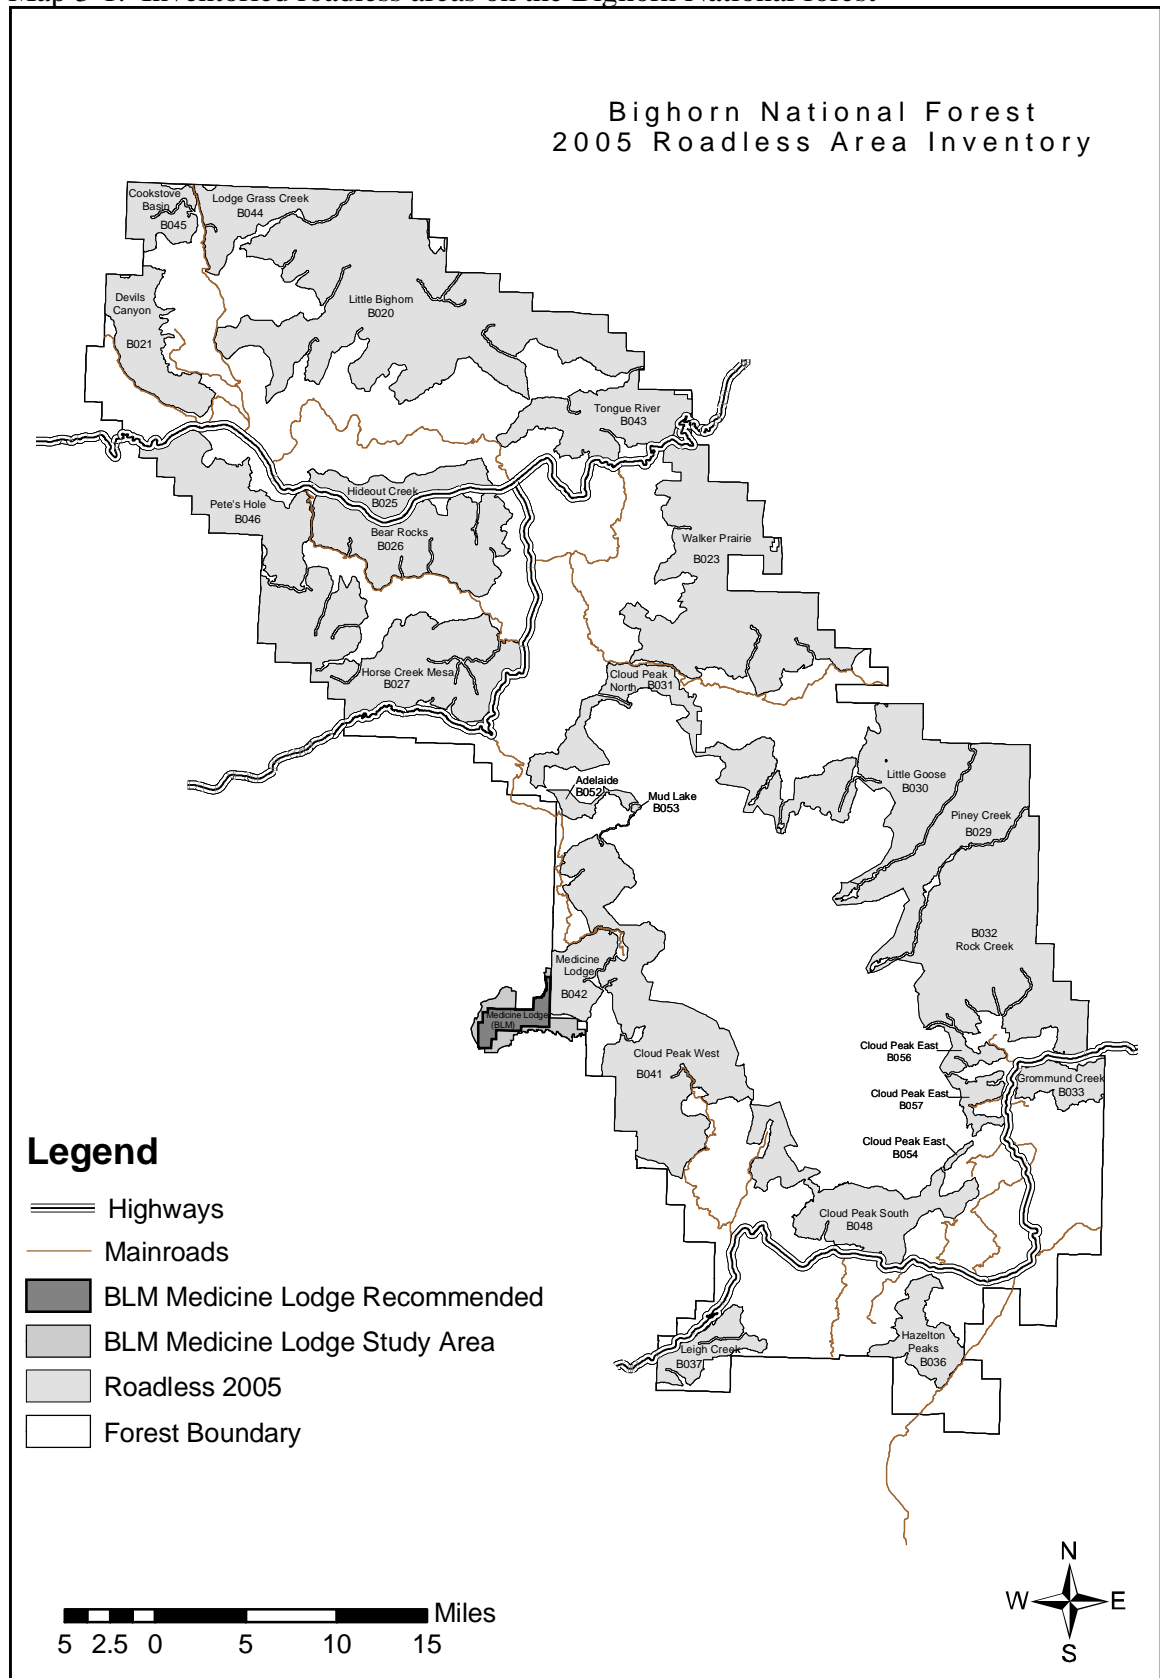 Map 3-1. Inventoried roadless areas on the Bighorn National forest
Bighorn National Forest
2005 Roadless Area Inventory
Cookstove
Basin
B045
Lodge Grass Creek
B044
Devils
Canyon
B021
Little Bighorn
B020
Tongue River
B043
Hideout Creek
B025
Pete's Hole
B046
Bear Rocks
B026
Walker Prairie
B023
Horse Creek Mesa
B027
Cloud Peak
North
B031
Adelaide
B052
Mud Lake
B053
Little Goose
B030
Piney Creek
B029
B032
Rock Creek
Medicine
Lodge
B042
Medicine Lodge
(BLM)
Cloud Peak West
B041
Cloud Peak East
B056
Grommund Creek
B033
Cloud Peak East
B057
Cloud Peak East
B054
Cloud Peak South
B048
Hazelton
Peaks
B036
Leigh Creek
B037
Legend
Highways
Mainroads
BLM Medicine Lodge Recommended
BLM Medicine Lodge Study Area
Roadless 2005
Forest Boundary
Miles
5 2.5 0 5 10 15
N
W E
S